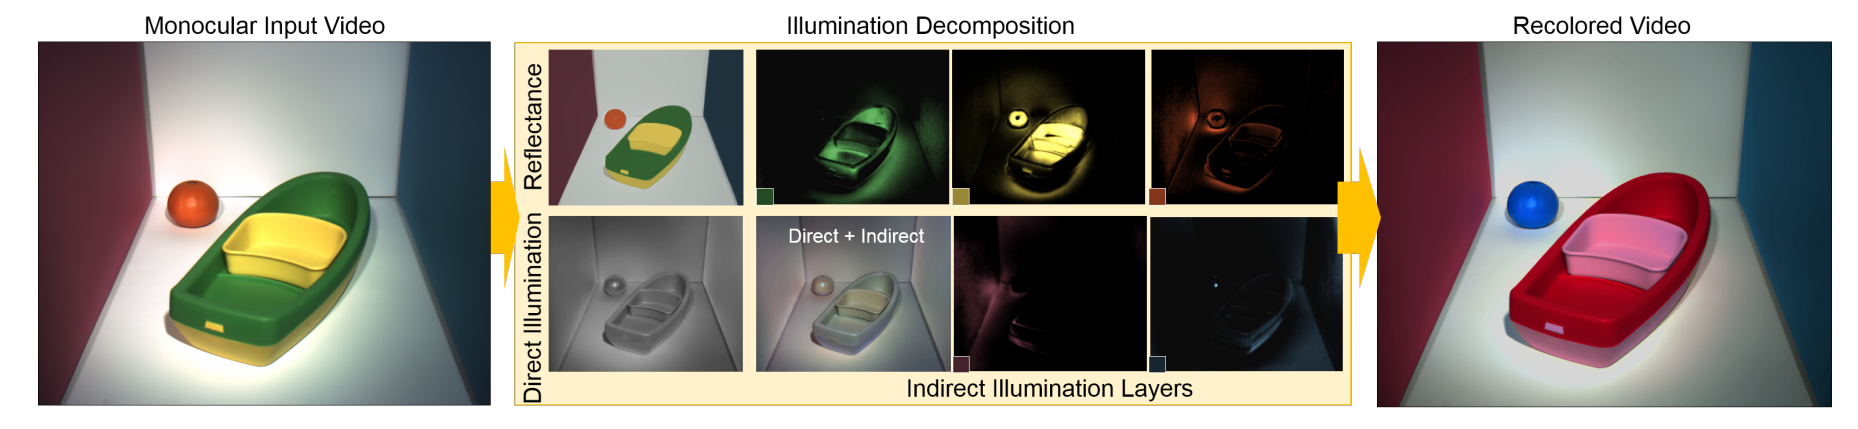 Monocular Input Video
Illumination Decomposition
Recolored Video
Reflectance
Direct Illumination
Direct + Indirect
Indirect Illumination Layers